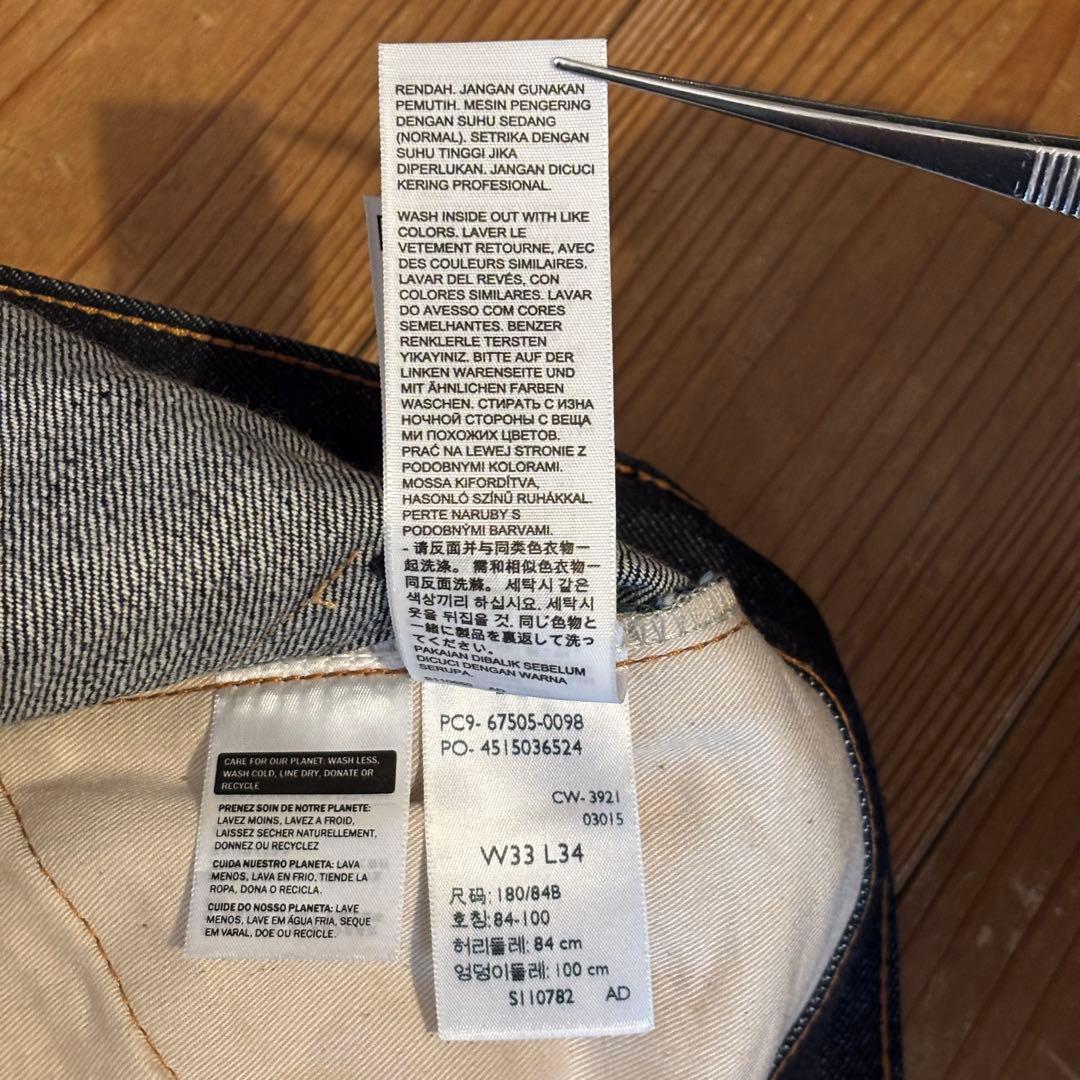 RENDAH. JANGAN GUNAKAN
PEMUTIH. MESIN PENGERING
DENGAN SUHU SEDANG
(NORMAL). SETRIKA DENGAN
SUHU TINGGI JIKA
DIPERLUKAN. JANGAN DICUCI
KERING PROFESIONAL.
WASH INSIDE OUT WITH LIKE
COLORS. LAVER LE
VETEMENT RETOURNE, AVEC
DES COULEURS SIMILAIRES.
LAVAR DEL REVÉS, CON
COLORES SIMILARES. LAVAR
DO AVESSO COM CORES
SEMELHANTES. BENZER
RENKLERLE TERSTEN
YIKAYINIZ. BITTE AUF DER
LINKEN WARENSEITE UND
MIT ÄHNLICHEN FARBEN
WASCHEN. СТИРАТЬ С ИЗНА
НОЧНОЙ СТОРОНЫ С ВЕЩА
МИ ПОХОЖИХ ЦВЕТОВ.
PRAĆ NA LEWEJ STRONIE Z
PODOBNYMI KOLORAMI.
MOSSA KIFORDÍTVA,
HASONLÓ SZÍNŰ RUHÁKKAL.
PERTE NARUBY S
PODOBNÝMI BARVAMI.
- 请反面并与同类色衣物一
起洗涤。 需和相似色衣物一
同反面洗滌。 세탁시 같은
색상끼리 하십시요. 세탁시
옷을 뒤집을 것. 同じ色物と
一緒に製品を裏返して洗っ
てください。
PAKAIAN DIBALIK SEBELUM
DICUCI DENGAN WARNA
SERUPA.
CARE FOR OUR PLANET: WASH LESS,
WASH COLD, LINE DRY, DONATE OR
RECYCLE
PRENEZ SOIN DE NOTRE PLANETE:
LAVEZ MOINS, LAVEZ A FROID,
LAISSEZ SECHER NATURELLEMENT,
DONNEZ OU RECYCLEZ
CUIDA NUESTRO PLANETA: LAVA
MENOS, LAVA EN FRIO, TIENDE LA
ROPA, DONA O RECICLA.
CUIDE DO NOSSO PLANETA: LAVE
MENOS, LAVE EM ÁGUA FRIA, SEQUE
EM VARAL, DOE OU RECICLE.
PC9- 67505-0098
PO- 4515036524
CW- 3921
03015
W33 L34
尺码: 180/84B
호칭: 84-100
허리둘레: 84 cm
엉덩이둘레: 100 cm
S110782 AD